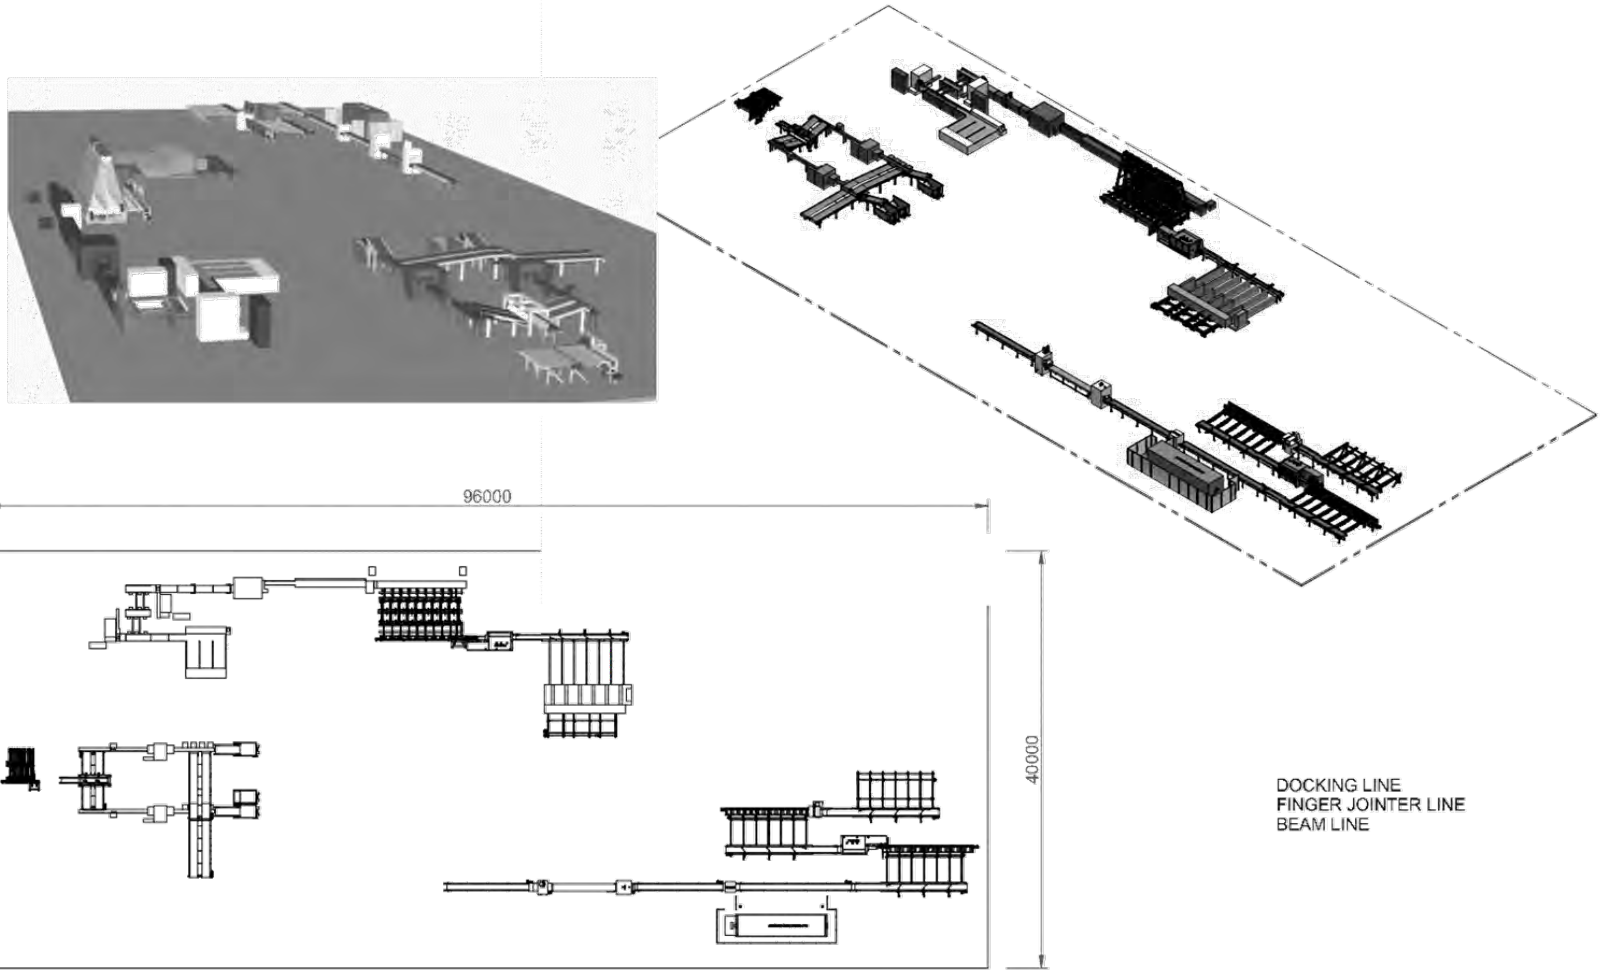 96000
40000
DOCKING LINE
FINGER JOINTER LINE
BEAM LINE